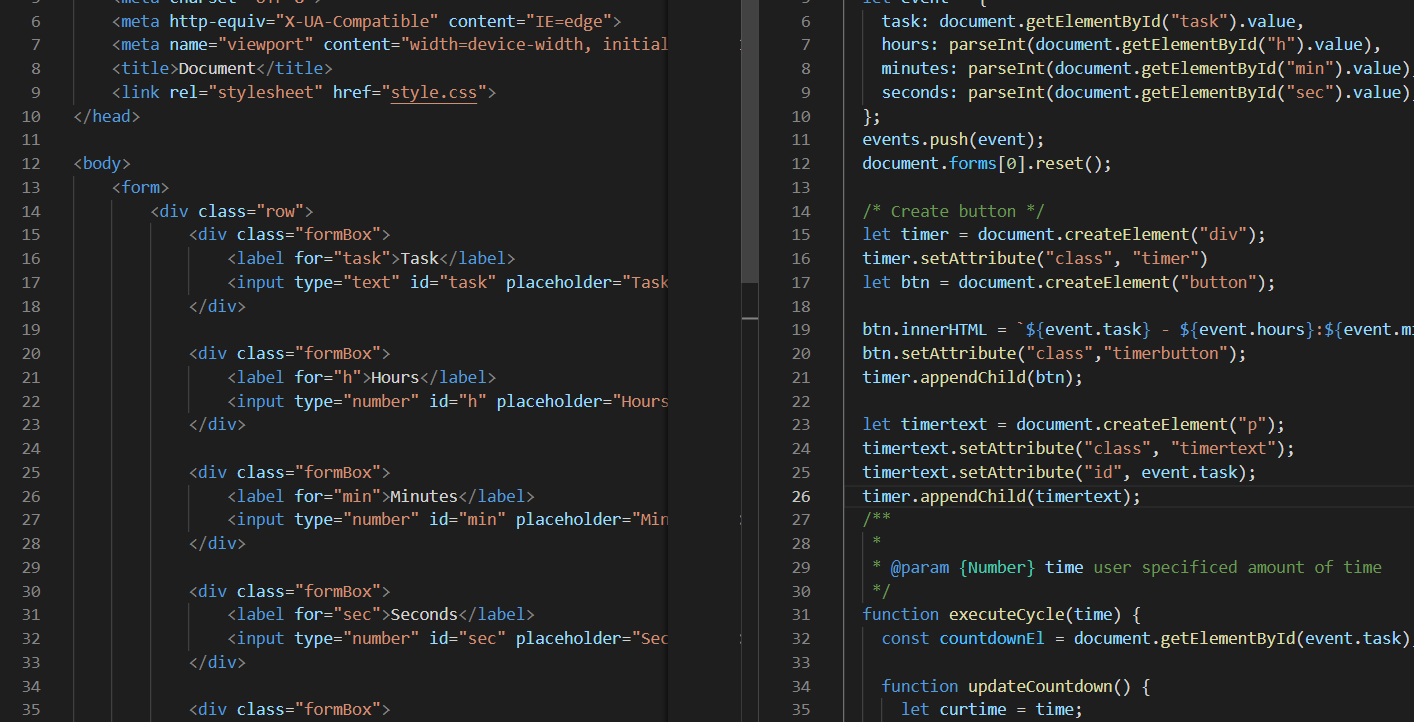 5 <meta charset="UTF-8">
6 <meta http-equiv="X-UA-Compatible" content="IE=edge">
7 <meta name="viewport" content="width=device-width, initial
8 <title>Document</title>
9 <link rel="stylesheet" href="style.css">
10 </head>
11
12 <body>
13 <form>
14 <div class="row">
15 <div class="formBox">
16 <label for="task">Task</label>
17 <input type="text" id="task" placeholder="Task
18 </div>
19
20 <div class="formBox">
21 <label for="h">Hours</label>
22 <input type="number" id="h" placeholder="Hours
23 </div>
24
25 <div class="formBox">
26 <label for="min">Minutes</label>
27 <input type="number" id="min" placeholder="Min
28 </div>
29
30 <div class="formBox">
31 <label for="sec">Seconds</label>
32 <input type="number" id="sec" placeholder="Sec
33 </div>
34
35 <div class="formBox">
5 let event = {
6 task: document.getElementById("task").value,
7 hours: parseInt(document.getElementById("h").value),
8 minutes: parseInt(document.getElementById("min").value),
9 seconds: parseInt(document.getElementById("sec").value),
10 };
11 events.push(event);
12 document.forms[0].reset();
13
14 /* Create button */
15 let timer = document.createElement("div");
16 timer.setAttribute("class", "timer")
17 let btn = document.createElement("button");
18
19 btn.innerHTML = `${event.task} - ${event.hours}:${event.mi
20 btn.setAttribute("class","timerbutton");
21 timer.appendChild(btn);
22
23 let timertext = document.createElement("p");
24 timertext.setAttribute("class", "timertext");
25 timertext.setAttribute("id", event.task);
26 timer.appendChild(timertext);
27 /**
28 *
29 * @param {Number} time user specificed amount of time
30 */
31 function executeCycle(time) {
32 const countdownEl = document.getElementById(event.task)
33
34 function updateCountdown() {
35 let curtime = time;